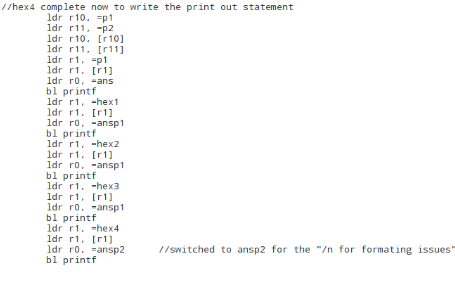 //hex4 complete now to write the print out statement
ldr r10, =p1
ldr r11, =p2
ldr r10, [r10]
ldr r11, [r11]
ldr r1, =p1
ldr r1, [r1]
ldr r0, =ans
bl printf
ldr r1, =hex1
ldr r1, [r1]
ldr r0, =ansp1
bl printf
ldr r1, =hex2
ldr r1, [r1]
ldr r0, =ansp1
bl printf
ldr r1, =hex3
ldr r1, [r1]
ldr r0, =ansp1
bl printf
ldr r1, =hex4
ldr r1, [r1]
ldr r0, =ansp2 //switched to ansp2 for the "/n for formating issues"
bl printf